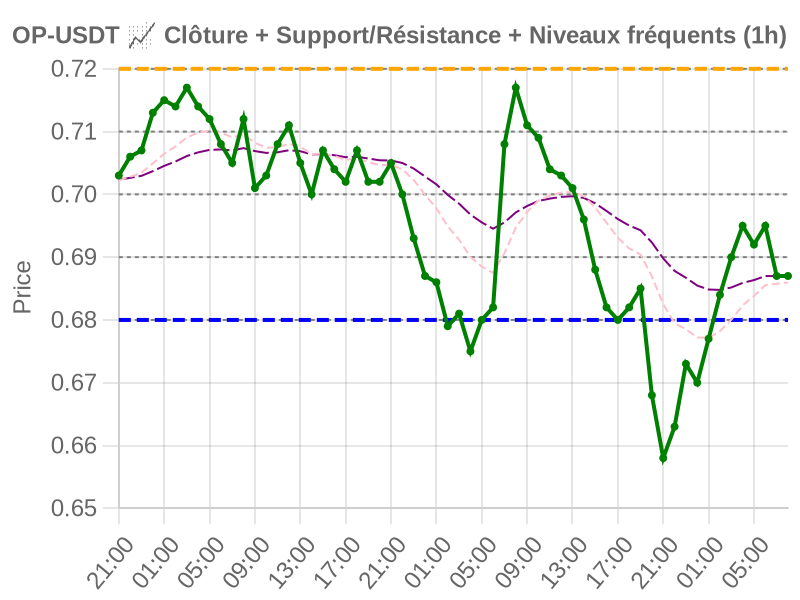 OP-USDT 📈 Clôture + Support/Résistance + Niveaux fréquents (1h)
0.72
0.71
0.70
0.69
0.68
0.67
0.66
0.65
Price
21:00 01:00 05:00 09:00 13:00 17:00 21:00 01:00 05:00 09:00 13:00 17:00 21:00 01:00 05:00